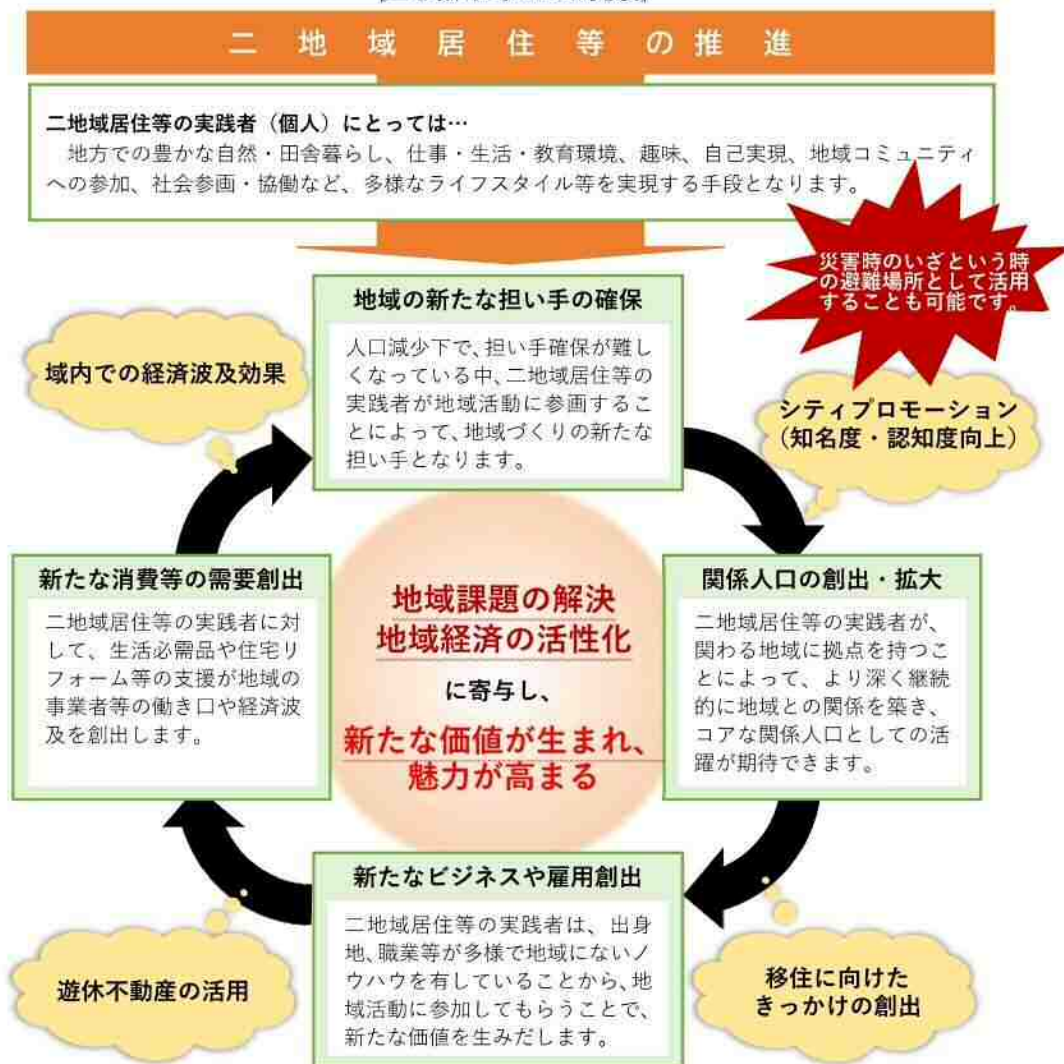 二地域居住等の推進
二地域居住等の実践者（個人）にとっては…
地方での豊かな自然・田舎暮らし、仕事・生活・教育環境、趣味、自己実現、地域コミュニティ
への参加、社会参画・協働など、多様なライフスタイル等を実現する手段となります。
災害時のいざという時
の避難場所として活用
することも可能です。
地域の新たな担い手の確保
人口減少下で、担い手確保が難し
くなっている中、二地域居住等の
実践者が地域活動に参画するこ
とによって、地域づくりの新たな
担い手となります。
域内での経済波及効果
シティプロモーション
（知名度・認知度向上）
新たな消費等の需要創出
二地域居住等の実践者に対
して、生活必需品や住宅リ
フォーム等の支援が地域の
事業者等の働き口や経済波
及を創出します。
地域課題の解決
地域経済の活性化
に寄与し、
新たな価値が生まれ、
魅力が高まる
関係人口の創出・拡大
二地域居住等の実践者が、
関わる地域に拠点を持つこ
とによって、より深く継続
的に地域との関係を築き、
コアな関係人口としての活
躍が期待できます。
新たなビジネスや雇用創出
二地域居住等の実践者は、出身
地、職業等が多様で地域にないノ
ウハウを有していることから、地
域活動に参加してもらうことで、
新たな価値を生みだします。
遊休不動産の活用
移住に向けた
きっかけの創出